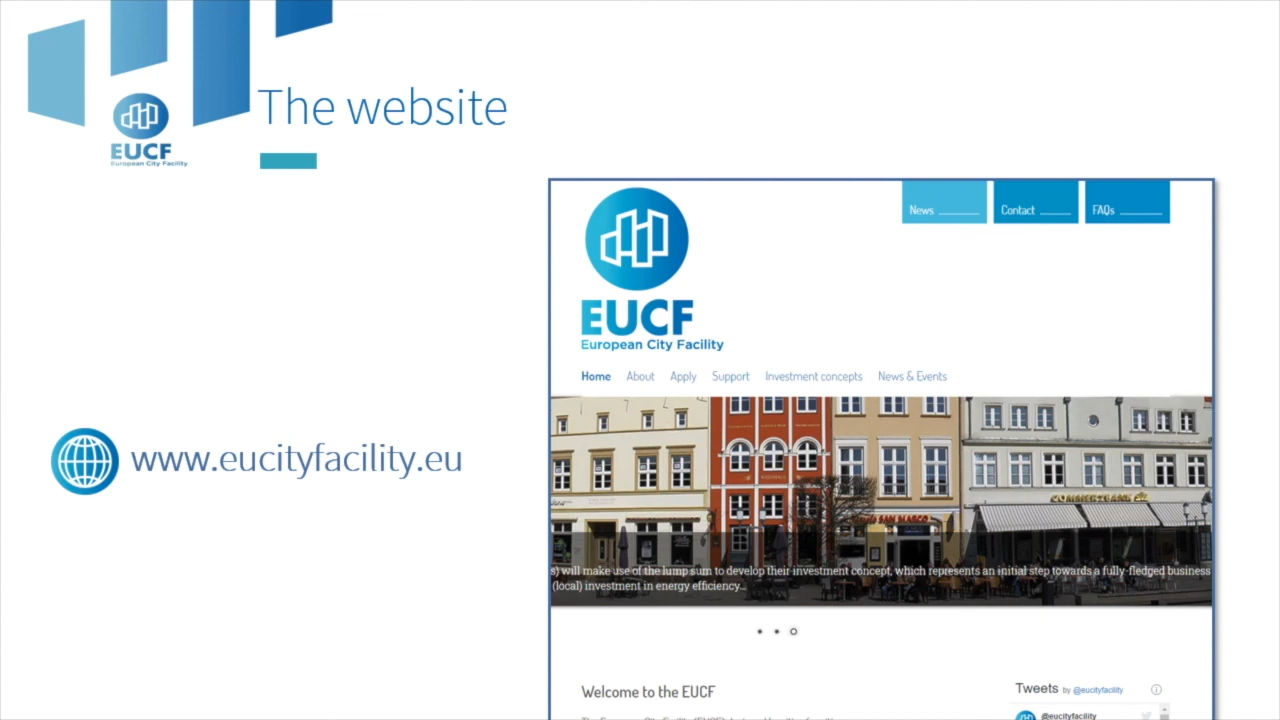 The website
EUCF
European City Facility
www.eucityfacility.eu
News
Contact
FAQs
EUCF
European City Facility
Home About Apply Support Investment concepts News & Events
COMMERZBANK
SAN MARCO
s) will make use of the lump sum to develop their investment concept, which represents an initial step towards a fully-fledged business
(local) investment in energy efficiency...
Welcome to the EUCF
Tweets by @eucityfacility
@eucityfacility